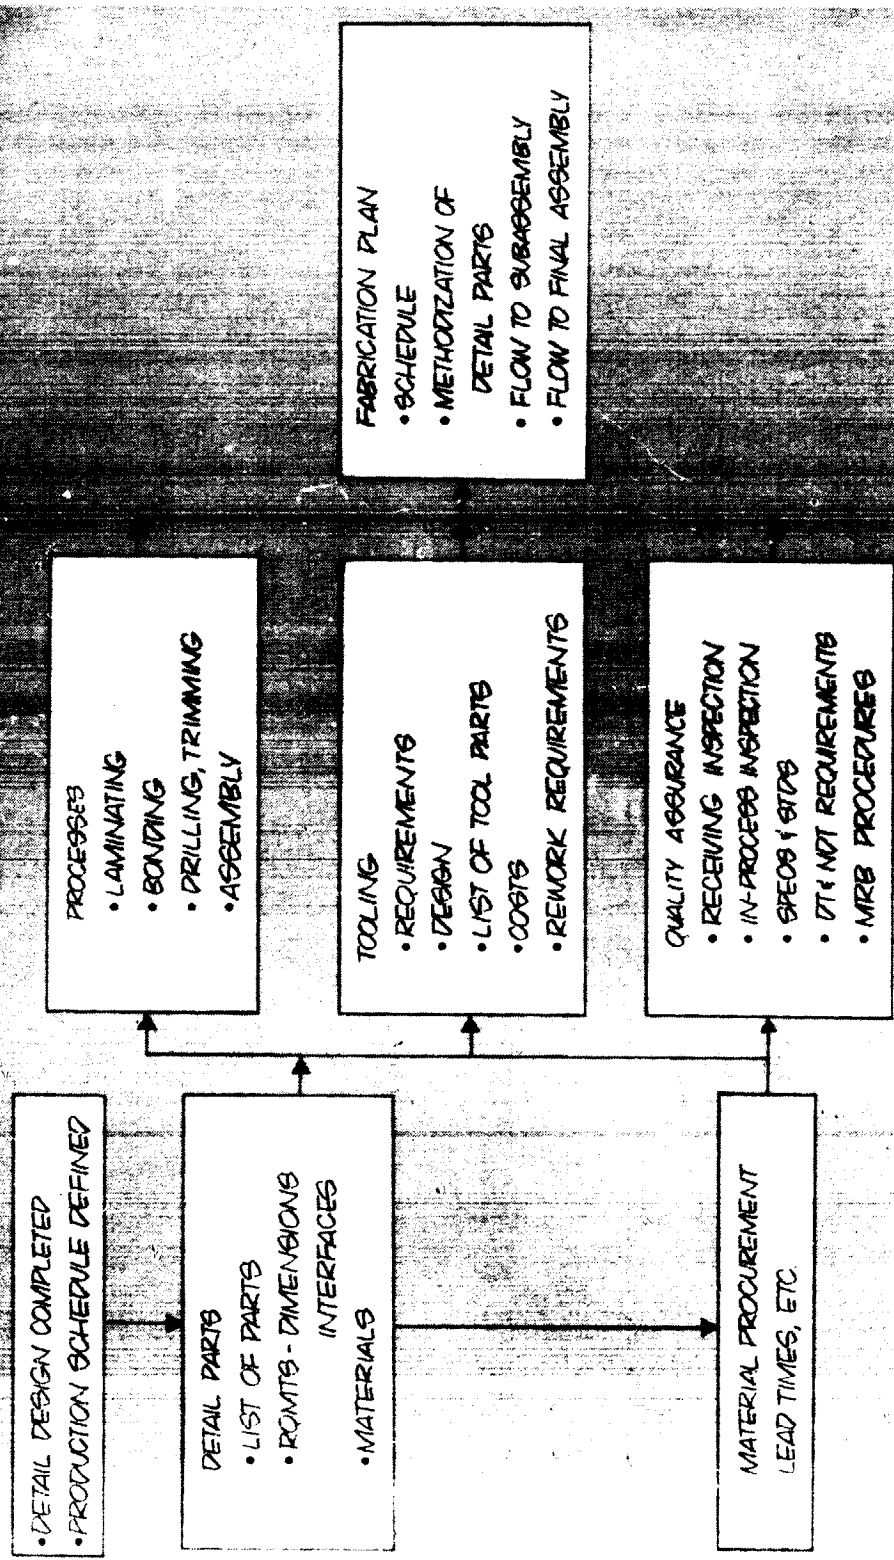 • DETAIL DESIGN COMPLETED
• PRODUCTION SCHEDULE DEFINED
DETAIL PARTS
• LIST OF PARTS
• RQMTS - DIMENSIONS
INTERFACES
• MATERIALS
MATERIAL PROCUREMENT
LEAD TIMES, ETC.
PROCESSES
• LAMINATING
• BONDING
• DRILLING, TRIMMING
• ASSEMBLY
TOOLING
• REQUIREMENTS
• DESIGN
• LIST OF TOOL PARTS
• COSTS
• REWORK REQUIREMENTS
QUALITY ASSURANCE
• RECEIVING INSPECTION
• IN-PROCESS INSPECTION
• SPECS & STDS
• DT & NDT REQUIREMENTS
• MRB PROCEDURES
FABRICATION PLAN
• SCHEDULE
• METHODIZATION OF
DETAIL PARTS
• FLOW TO SUBASSEMBLY
• FLOW TO FINAL ASSEMBLY